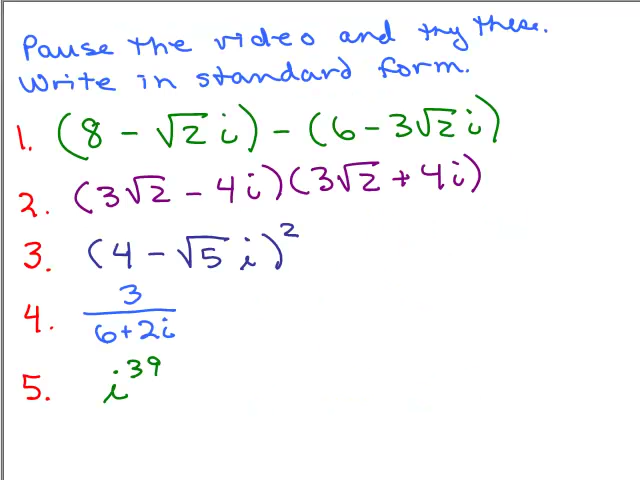 Pause the video and try these.
Write in standard form.
1. (8 - √2 i) - (6 - 3√2 i)
2. (3√2 - 4i)(3√2 + 4i)
3. (4 - √5 i)²
4. 3/(6+2i)
5. i³⁹